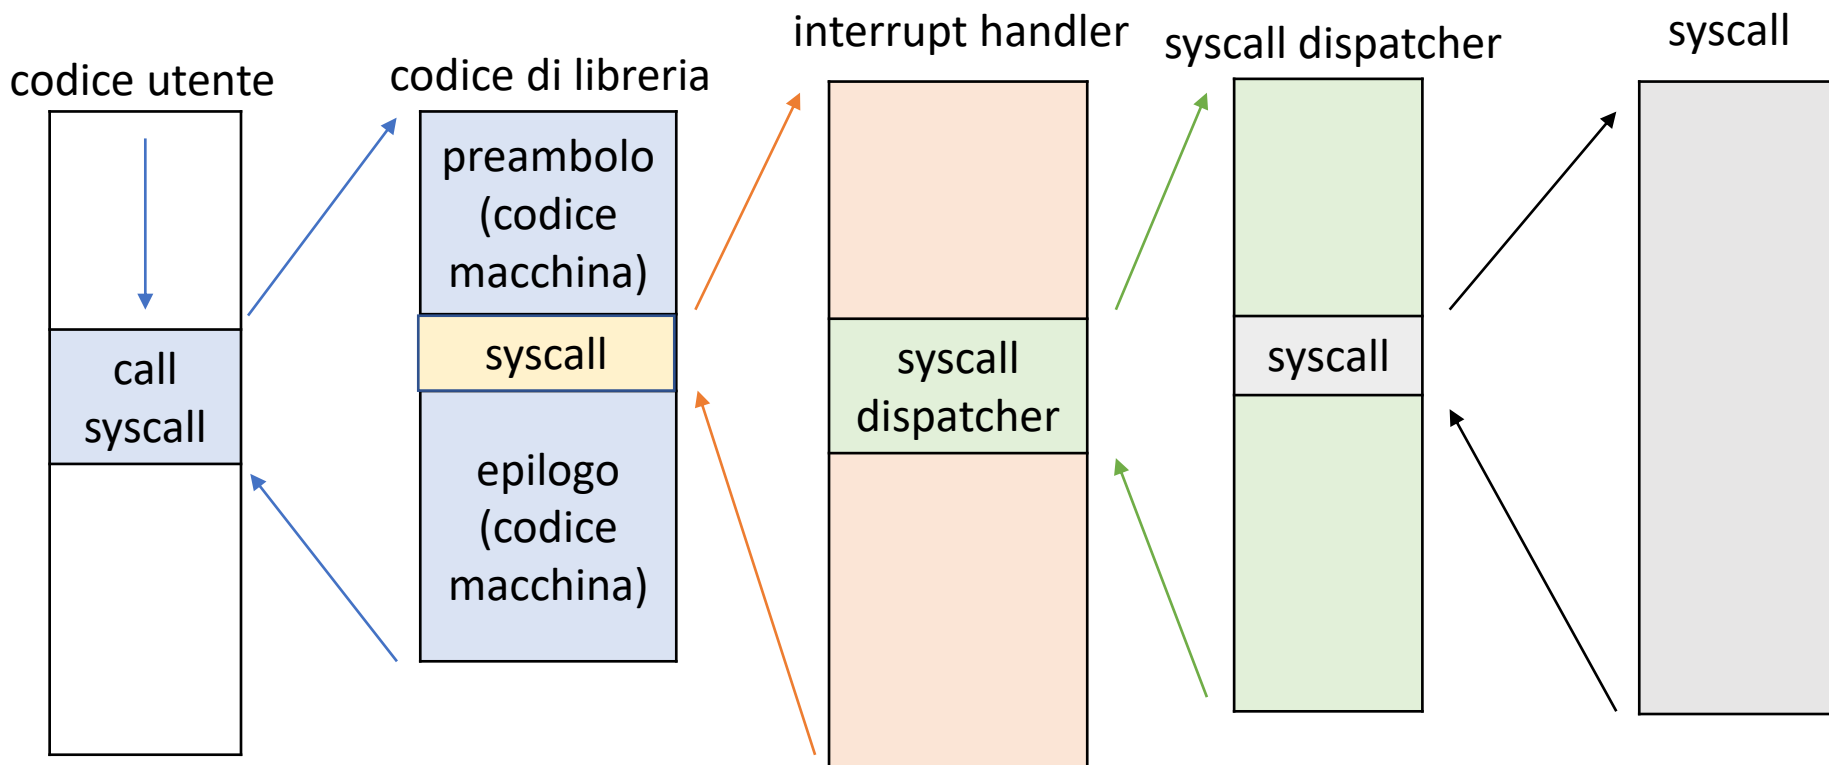 codice utente
call
syscall
codice di libreria
preambolo
(codice
macchina)
syscall
epilogo
(codice
macchina)
interrupt handler
syscall
dispatcher
syscall dispatcher
syscall
syscall